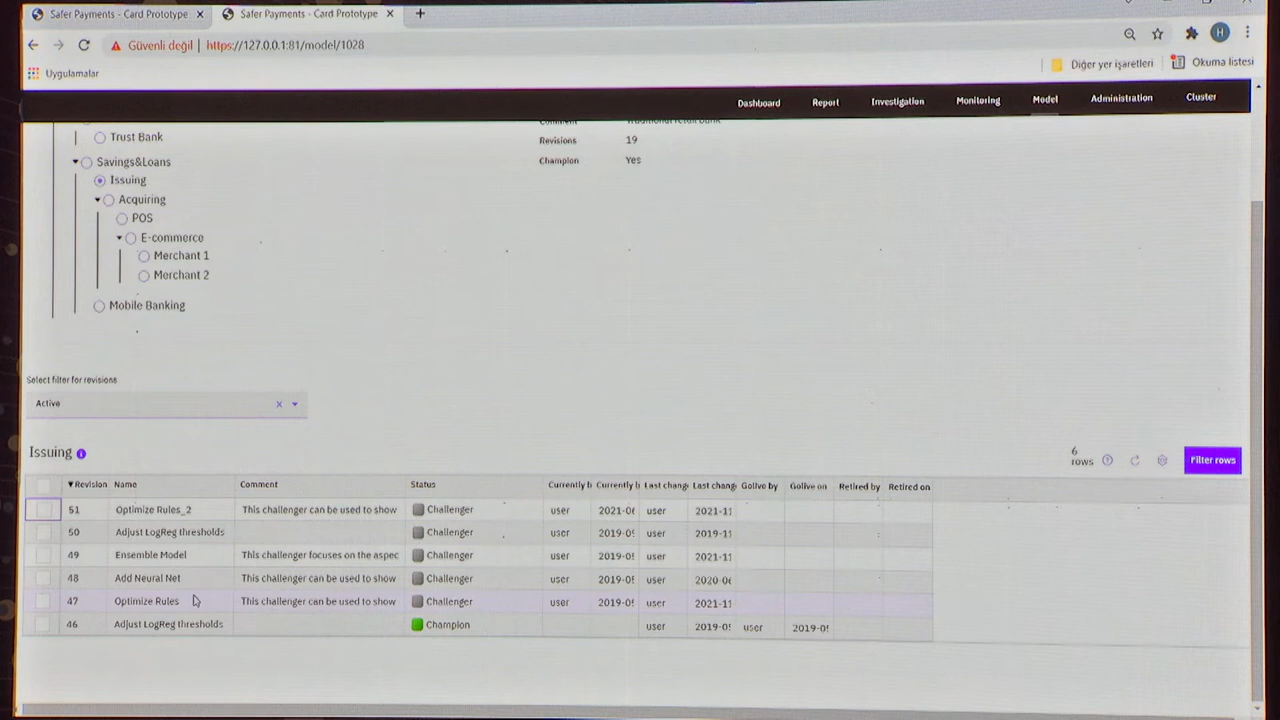 Safer Payments - Card Prototype × Safer Payments - Card Prototype × +
Güvenli değil | https://127.0.0.1:81/model/1028 H
Uygulamalar Diğer yer işaretleri Okuma listesi
Dashboard Report Investigation Monitoring Model Administration Cluster
Trust Bank
Comment Traditional retail bank
Revisions 19
Champion Yes
Savings&Loans
Issuing
Acquiring
POS
E-commerce
Merchant 1
Merchant 2
Mobile Banking
Select filter for revisions
Active x
Issuing 6 rows Filter rows
Revision Name Comment Status Currently b Currently b Last chang Last chang Golive by Golive on Retired by Retired on
51 Optimize Rules_2 This challenger can be used to show Challenger user 2021-0 user 2021-11
50 Adjust LogReg thresholds Challenger user 2019-0 user 2019-11
49 Ensemble Model This challenger focuses on the aspec Challenger user 2019-0 user 2021-11
48 Add Neural Net This challenger can be used to show Challenger user 2019-0 user 2020-0
47 Optimize Rules This challenger can be used to show Challenger user 2019-0 user 2021-11
46 Adjust LogReg thresholds Champion user 2019-0 user 2019-0